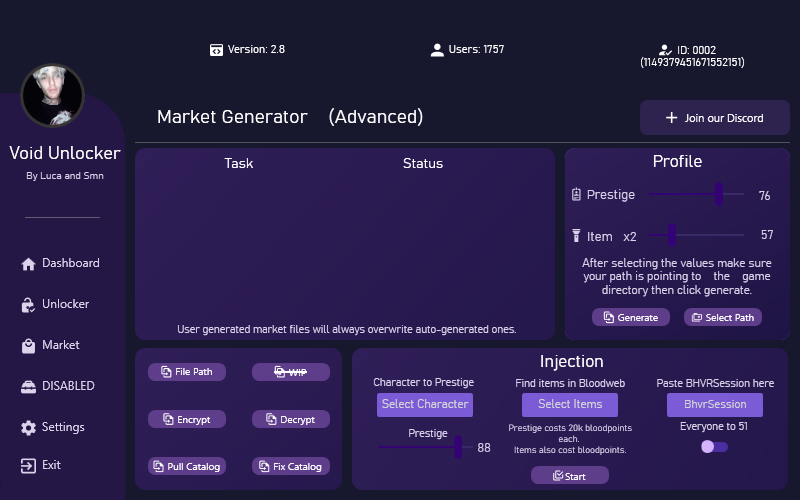 Version: 2.8
Users: 1757
ID: 0002
(1149379451671552151)
Market Generator (Advanced)
Join our Discord
Void Unlocker
By Luca and Smn
Dashboard
Unlocker
Market
DISABLED
Settings
Exit
Task Status
User generated market files will always overwrite auto-generated ones.
Profile
Prestige 76
Item x2 57
After selecting the values make sure
your path is pointing to the game
directory then click generate.
Generate Select Path
File Path WIP
Encrypt Decrypt
Pull Catalog Fix Catalog
Injection
Character to Prestige
Select Character
Prestige
88
Find items in Bloodweb
Select Items
Prestige costs 20k bloodpoints
each.
Items also cost bloodpoints.
Start
Paste BHVRSession here
BhvrSession
Everyone to 51